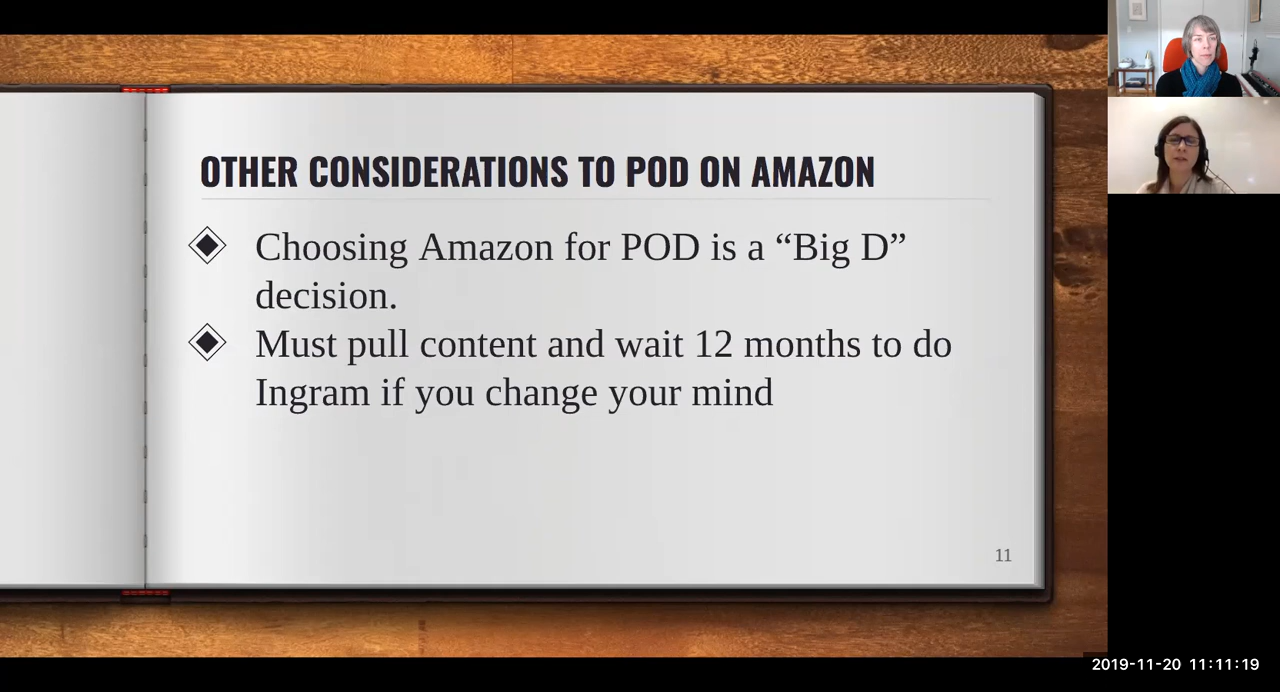 OTHER CONSIDERATIONS TO POD ON AMAZON
Choosing Amazon for POD is a “Big D”
decision.
Must pull content and wait 12 months to do
Ingram if you change your mind
11
2019-11-20 11:11:19